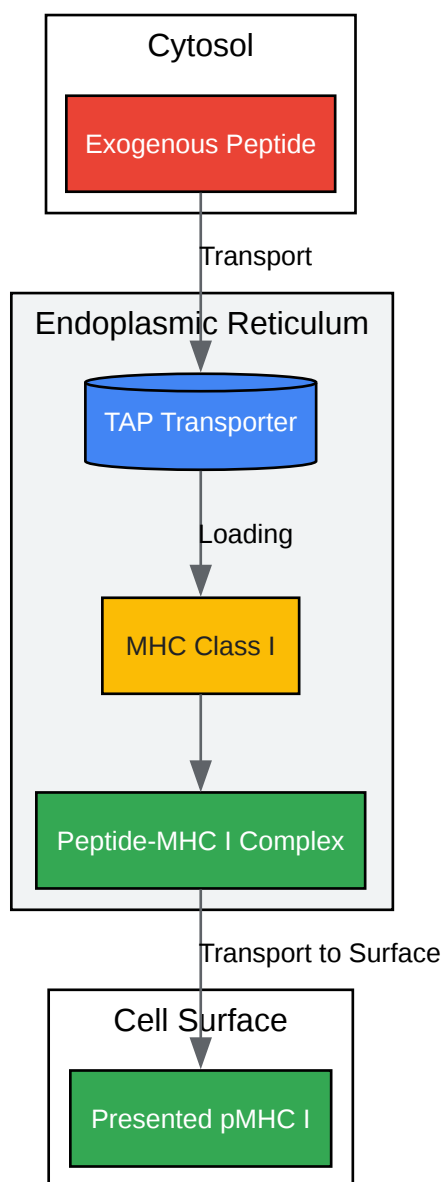 Cytosol
Exogenous Peptide
Transport
Endoplasmic Reticulum
TAP Transporter
Loading
MHC Class I
Peptide-MHC I Complex
Transport to Surface
Cell Surface
Presented pMHC I